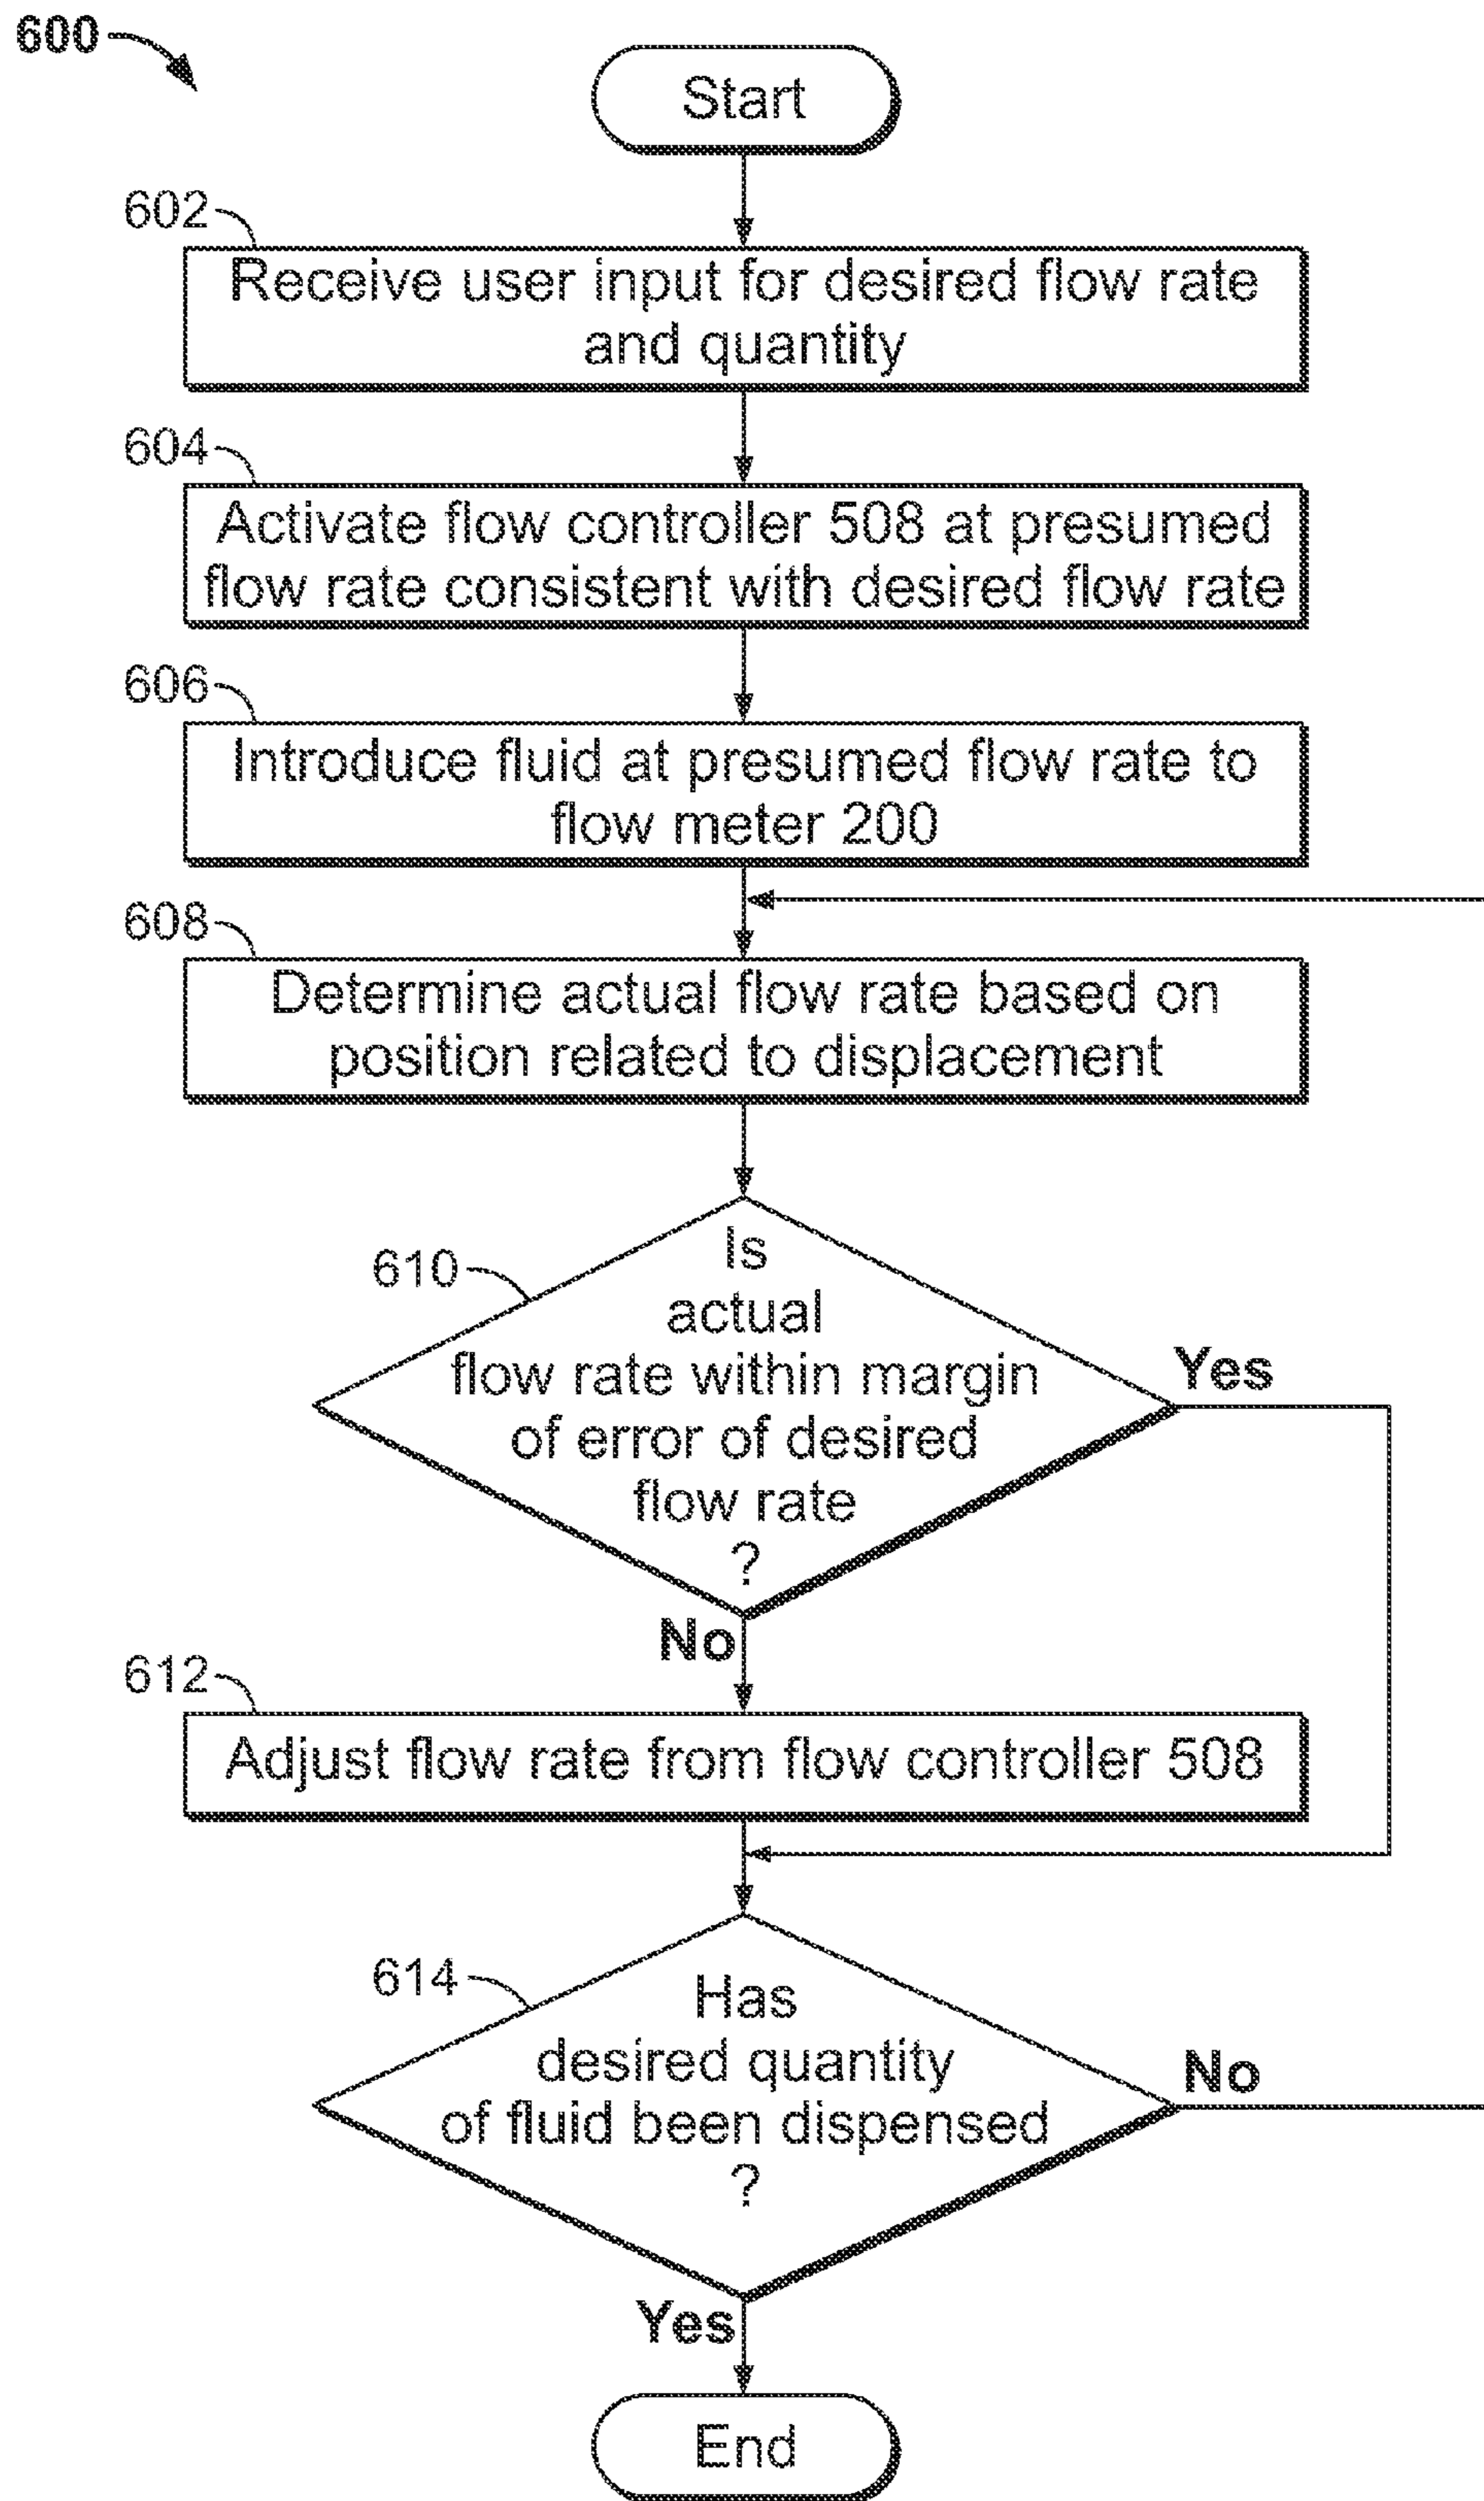 600
Start
602
Receive user input for desired flow rate
and quantity
604
Activate flow controller 508 at presumed
flow rate consistent with desired flow rate
606
Introduce fluid at presumed flow rate to
flow meter 200
608
Determine actual flow rate based on
position related to displacement
610
Is
actual
flow rate within margin
of error of desired
flow rate
?
Yes
No
612
Adjust flow rate from flow controller 508
614
Has
desired quantity
of fluid been dispensed
?
No
Yes
End